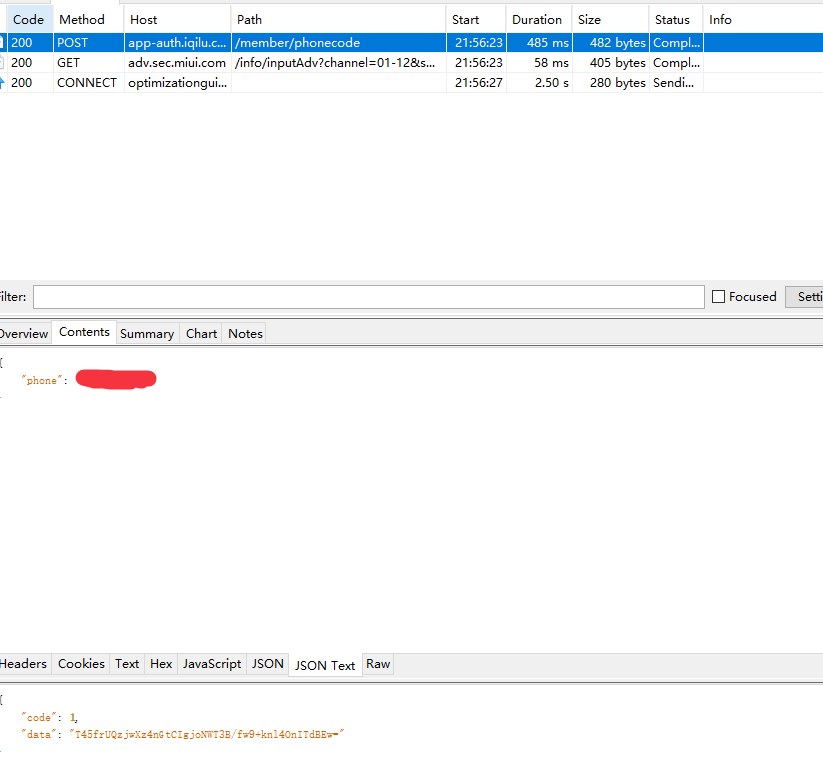 Code Method Host Path Start Duration Size Status Info
200 POST app-auth.iqilu.c... /member/phonecode 21:56:23 485 ms 482 bytes Compl...
200 GET adv.sec.miui.com /info/inputAdv?channel=01-12&s... 21:56:23 58 ms 405 bytes Compl...
200 CONNECT optimizationgui... 21:56:27 2.50 s 280 bytes Sendi...
ilter: Focused Setti
Overview Contents Summary Chart Notes
{
"phone":
Headers Cookies Text Hex JavaScript JSON JSON Text Raw
{
"code": 1,
"data": "T45frUQzjwXz4nGtCIgjoNWT3B/fw9+knl4OnITdBEw="